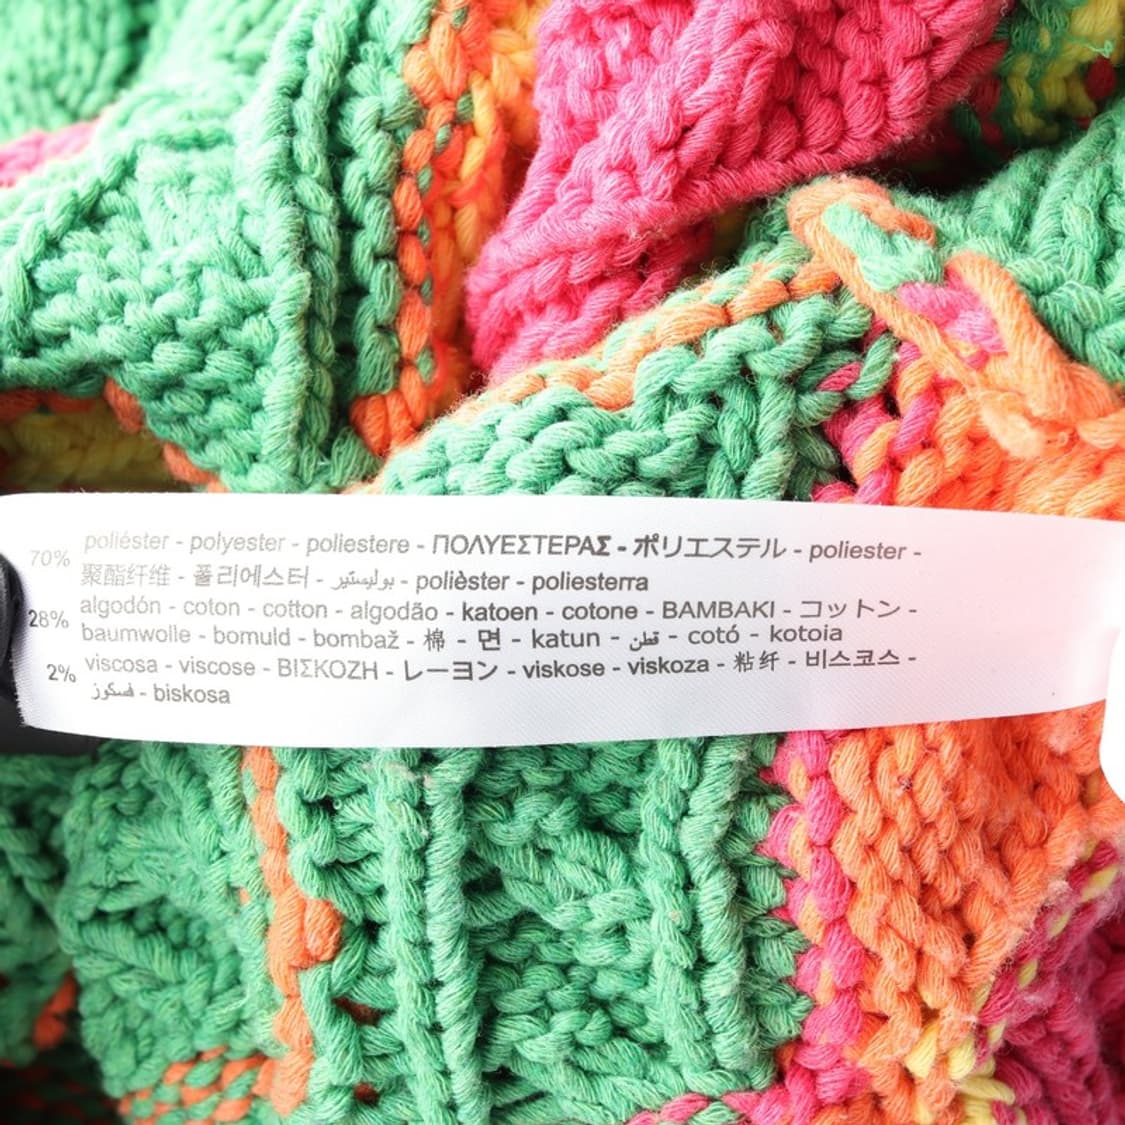 70% poliéster - polyester - poliestere - ΠΟΛΥΕΣΤΕΡΑΣ - ポリエステル - poliester -
聚酯纤维 - 폴리에스터 - بوليستير - polièster - poliesterra
28% algodón - coton - cotton - algodão - katoen - cotone - BAMBAKI - コットン -
baumwolle - bomuld - bombaž - 棉 - 면 - katun - قطن - cotó - kotoia
2% viscosa - viscose - ΒΙΣΚΟΖΗ - レーヨン - viskose - viskoza - 粘纤 - 비스코스 -
فسكوز - biskosa